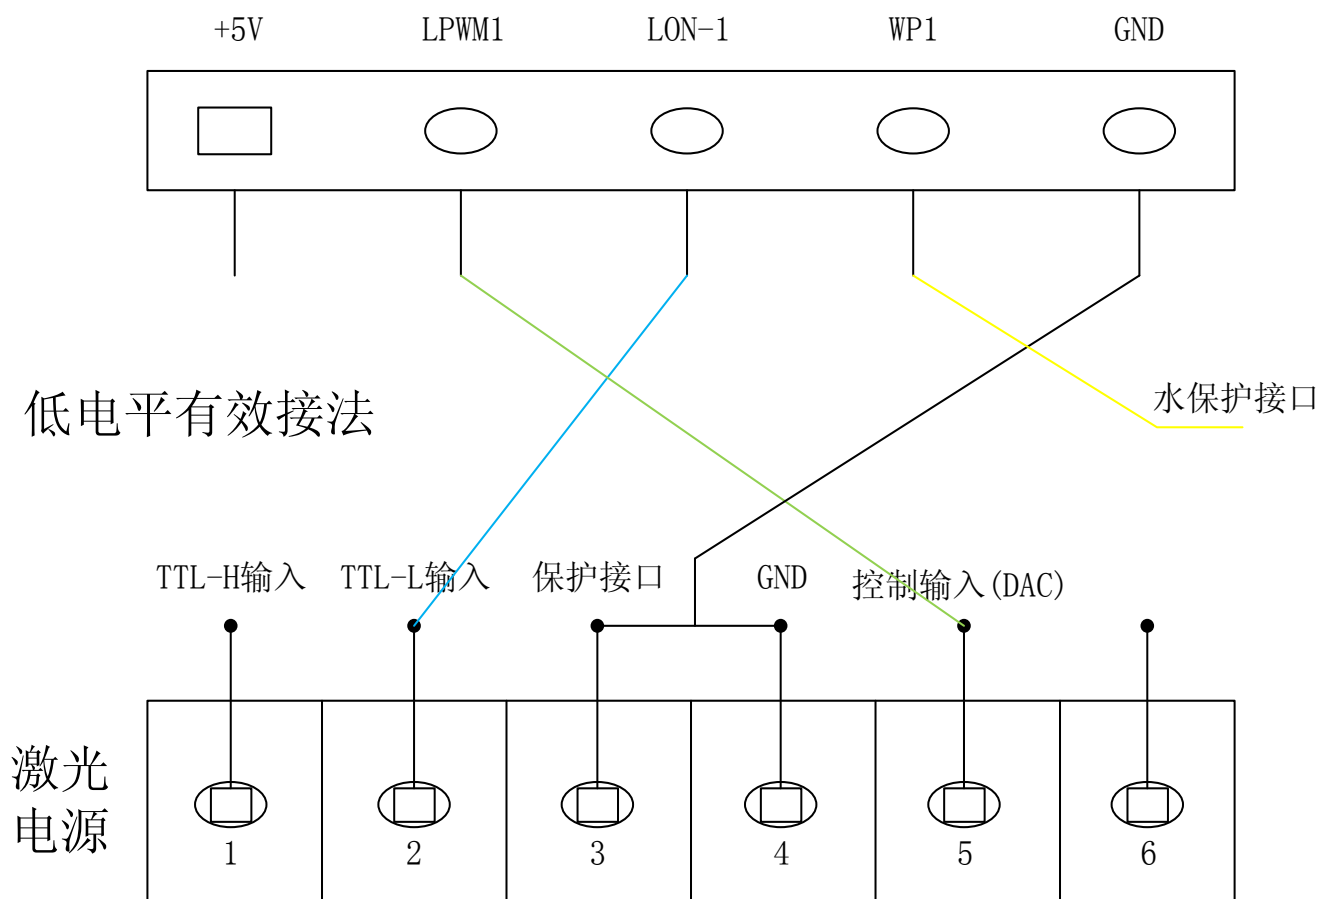 +5V LPWM1 LON-1 WP1 GND
水保护接口
低电平有效接法
TTL-H输入 TTL-L输入 保护接口 GND 控制输入(DAC)
激光
电源
1 2 3 4 5 6